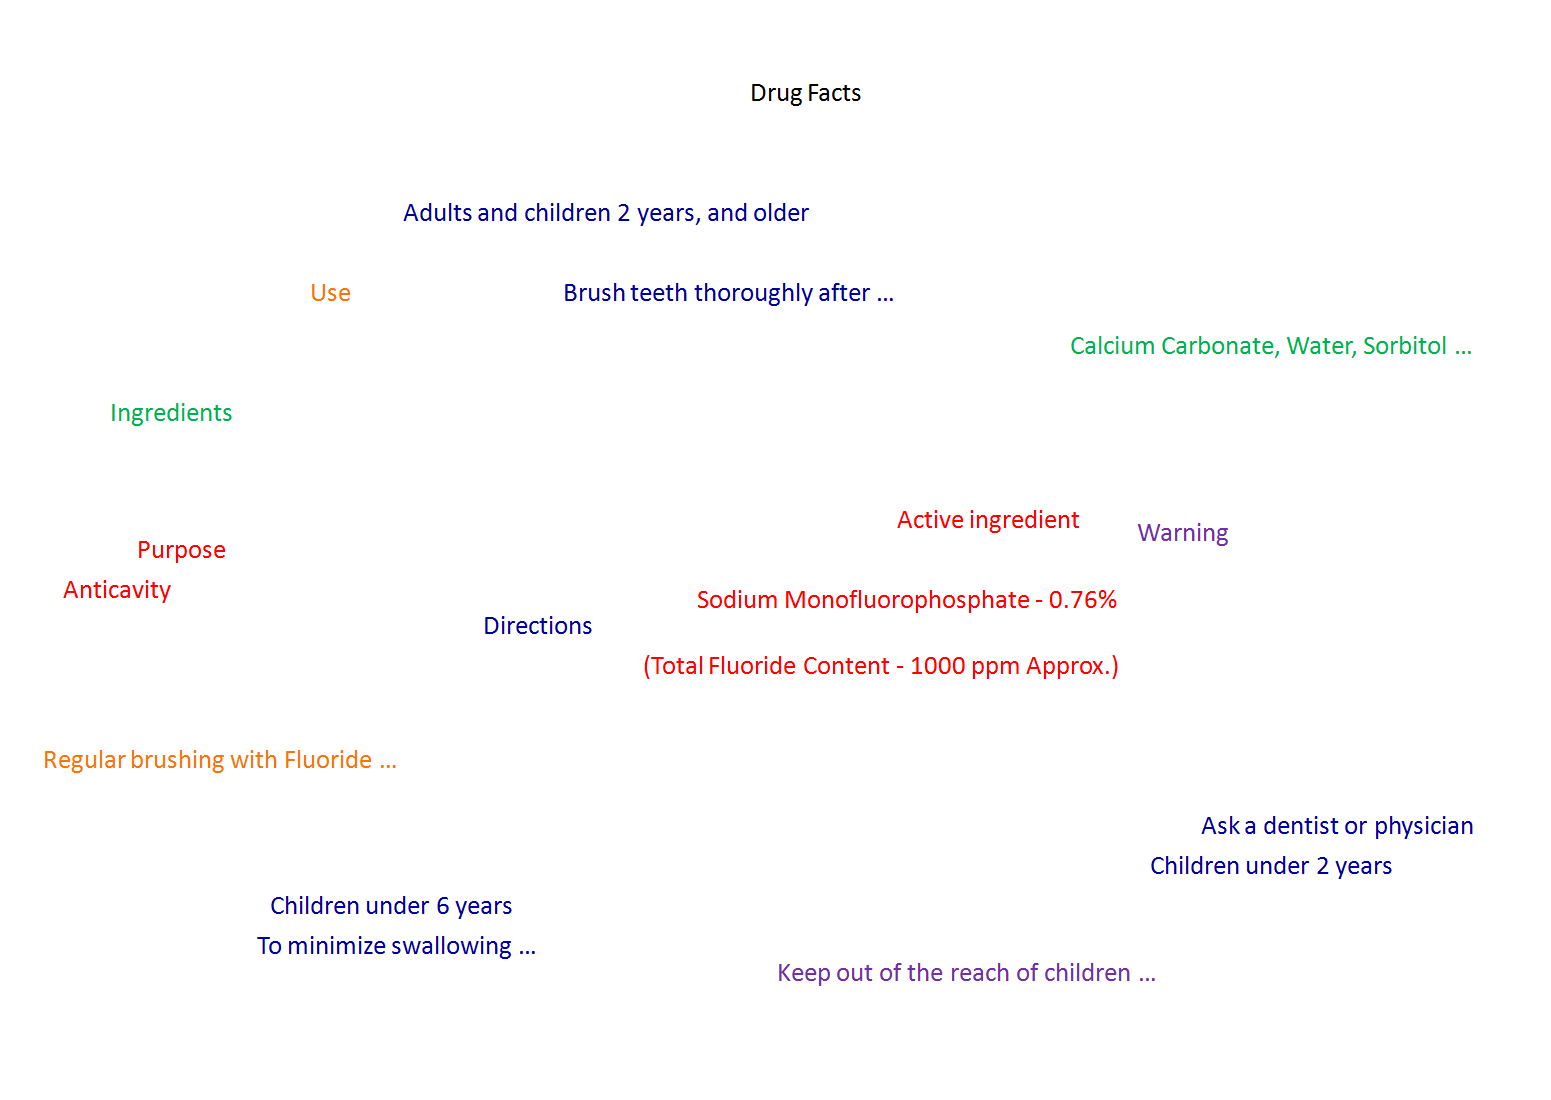 Drug Facts
Adults and children 2 years, and older
Use
Brush teeth thoroughly after ...
Calcium Carbonate, Water, Sorbitol ...
Ingredients
Active ingredient
Warning
Purpose
Anticavity
Sodium Monofluorophosphate - 0.76%
Directions
(Total Fluoride Content - 1000 ppm Approx.)
Regular brushing with Fluoride ...
Ask a dentist or physician
Children under 2 years
Children under 6 years
To minimize swallowing ...
Keep out of the reach of children ...